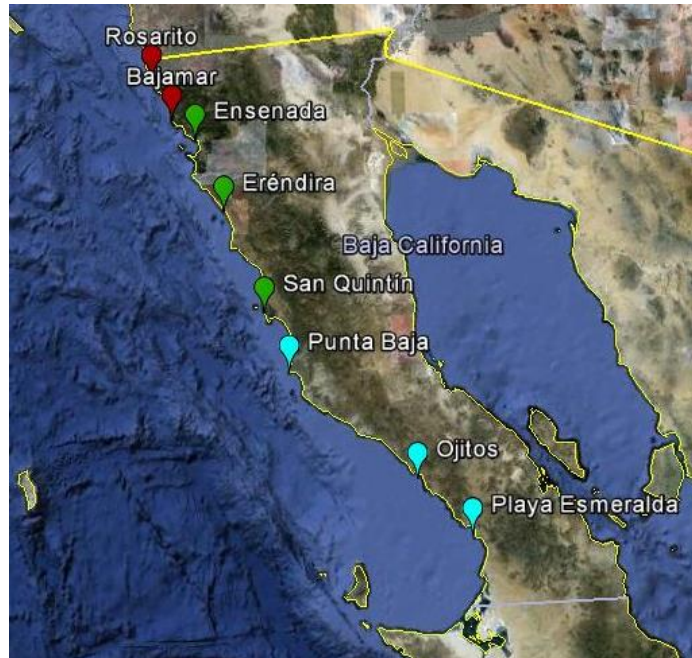 Rosarito
Bajamar
Ensenada
Eréndira
Baja California
San Quintín
Punta Baja
Ojitos
Playa Esmeralda